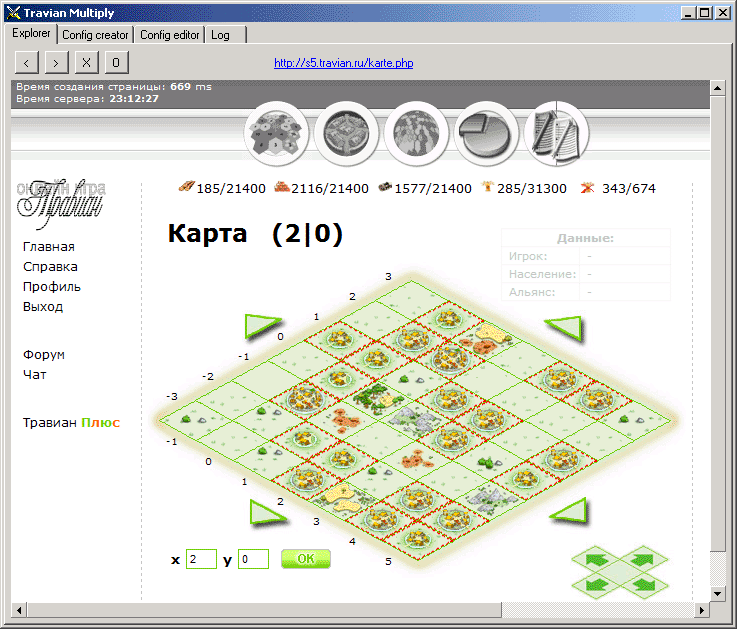 Travian Multiply
Explorer Config creator Config editor Log
< > X O http://s5.travian.ru/karte.php
Время создания страницы: 669 ms
Время сервера: 23:12:27
онлайн игра
Травиан
185/21400 2116/21400 1577/21400 285/31300 343/674
Карта (2|0)
Данные:
Игрок: -
Население: -
Альянс: -
Главная
Справка
Профиль
Выход
Форум
Чат
Травиан Плюс
3
2
1
0
-1
-2
-3
-1
0
1
2
3
4
5
x 2 y 0 OK